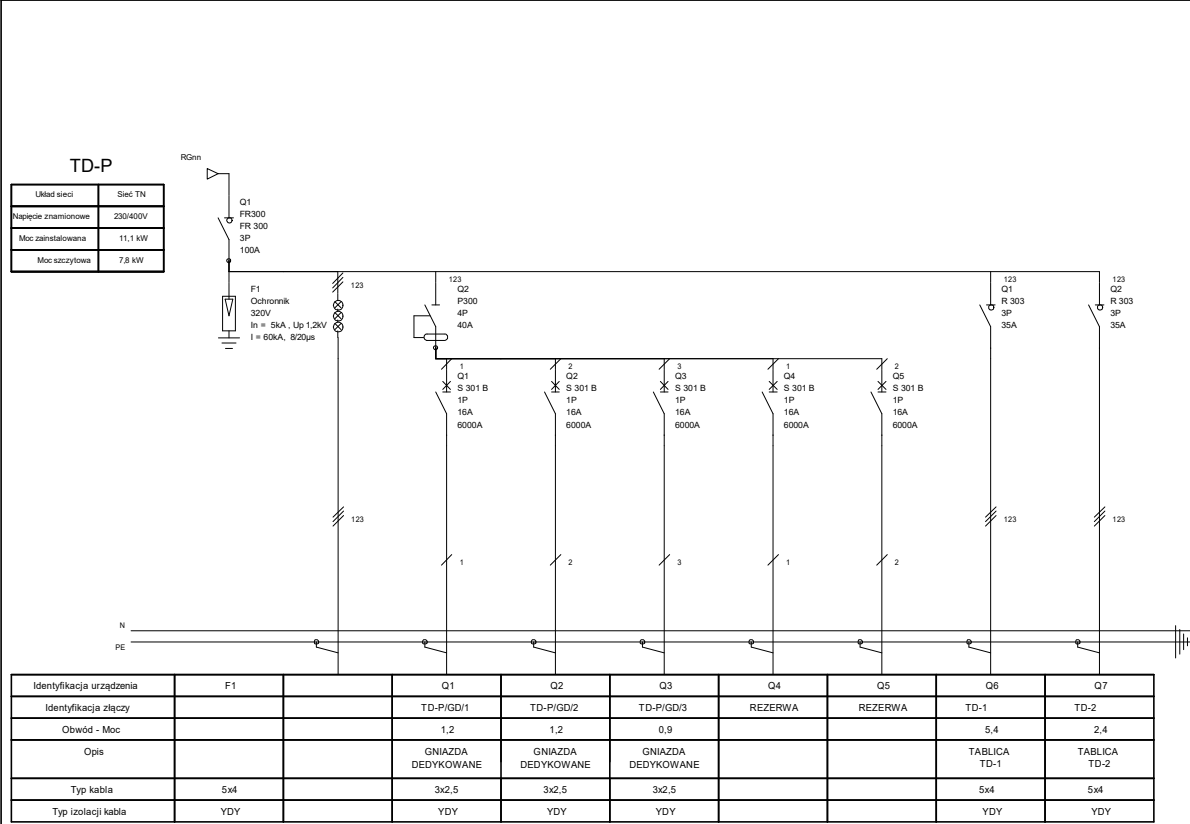 TD-P
Układ sieci Sieć TN
Napięcie znamionowe 230/400V
Moc zainstalowana 11,1 kW
Moc szczytowa 7,8 kW
RGnn
Q1
FR300
FR 300
3P
100A
F1
Ochronnik
320V
In = 5kA , Up 1,2kV
I = 60kA, 8/20µs
123
123
Q2
P300
4P
40A
123
Q1
R 303
3P
35A
123
Q2
R 303
3P
35A
1
Q1
S 301 B
1P
16A
6000A
2
Q2
S 301 B
1P
16A
6000A
3
Q3
S 301 B
1P
16A
6000A
1
Q4
S 301 B
1P
16A
6000A
2
Q5
S 301 B
1P
16A
6000A
123 123 123
1 2 3 1 2
N
PE
Identyfikacja urządzenia F1 Q1 Q2 Q3 Q4 Q5 Q6 Q7
Identyfikacja złączy TD-P/GD/1 TD-P/GD/2 TD-P/GD/3 REZERWA REZERWA TD-1 TD-2
Obwód - Moc 1,2 1,2 0,9 5,4 2,4
Opis GNIAZDA GNIAZDA GNIAZDA TABLICA TABLICA
DEDYKOWANE DEDYKOWANE DEDYKOWANE TD-1 TD-2
Typ kabla 5x4 3x2,5 3x2,5 3x2,5 5x4 5x4
Typ izolacji kabla YDY YDY YDY YDY YDY YDY